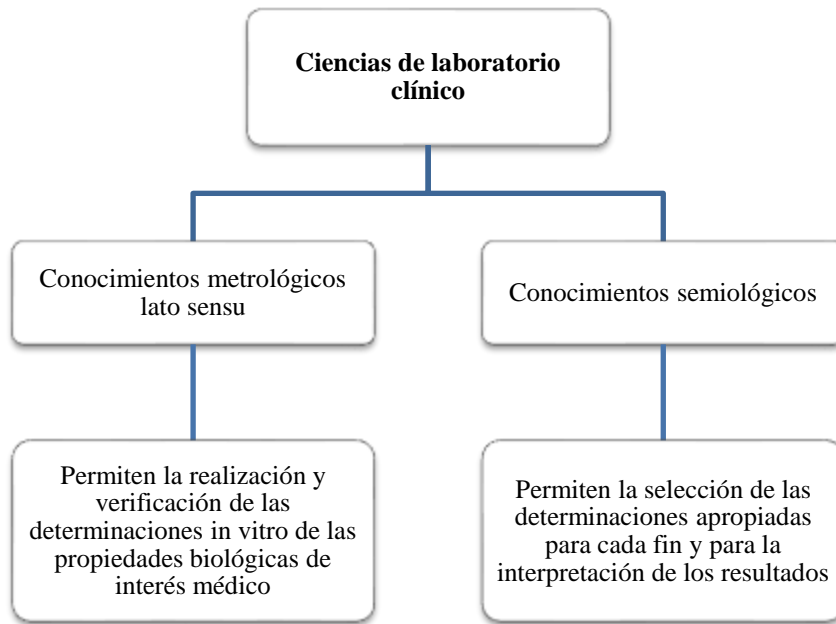 Ciencias de laboratorio
clínico
Conocimientos metrológicos
lato sensu
Conocimientos semiológicos
Permiten la realización y
verificación de las
determinaciones in vitro de las
propiedades biológicas de
interés médico
Permiten la selección de las
determinaciones apropiadas
para cada fin y para la
interpretación de los resultados